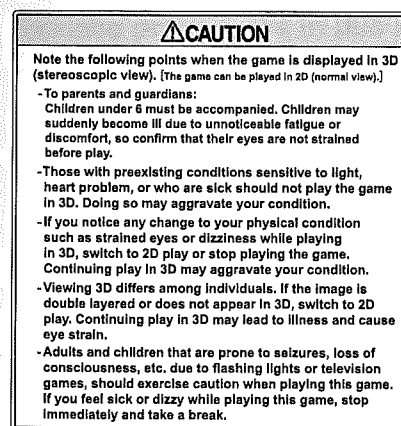 ⚠CAUTION
Note the following points when the game is displayed in 3D
(stereoscopic view). [The game can be played in 2D (normal view).]
-To parents and guardians:
Children under 6 must be accompanied. Children may
suddenly become ill due to unnoticeable fatigue or
discomfort, so confirm that their eyes are not strained
before play.
-Those with preexisting conditions sensitive to light,
heart problem, or who are sick should not play the game
in 3D. Doing so may aggravate your condition.
-If you notice any change to your physical condition
such as strained eyes or dizziness while playing
in 3D, switch to 2D play or stop playing the game.
Continuing play in 3D may aggravate your condition.
-Viewing 3D differs among individuals. If the image is
double layered or does not appear in 3D, switch to 2D
play. Continuing play in 3D may lead to illness and cause
eye strain.
-Adults and children that are prone to seizures, loss of
consciousness, etc. due to flashing lights or television
games, should exercise caution when playing this game.
If you feel sick or dizzy while playing this game, stop
immediately and take a break.